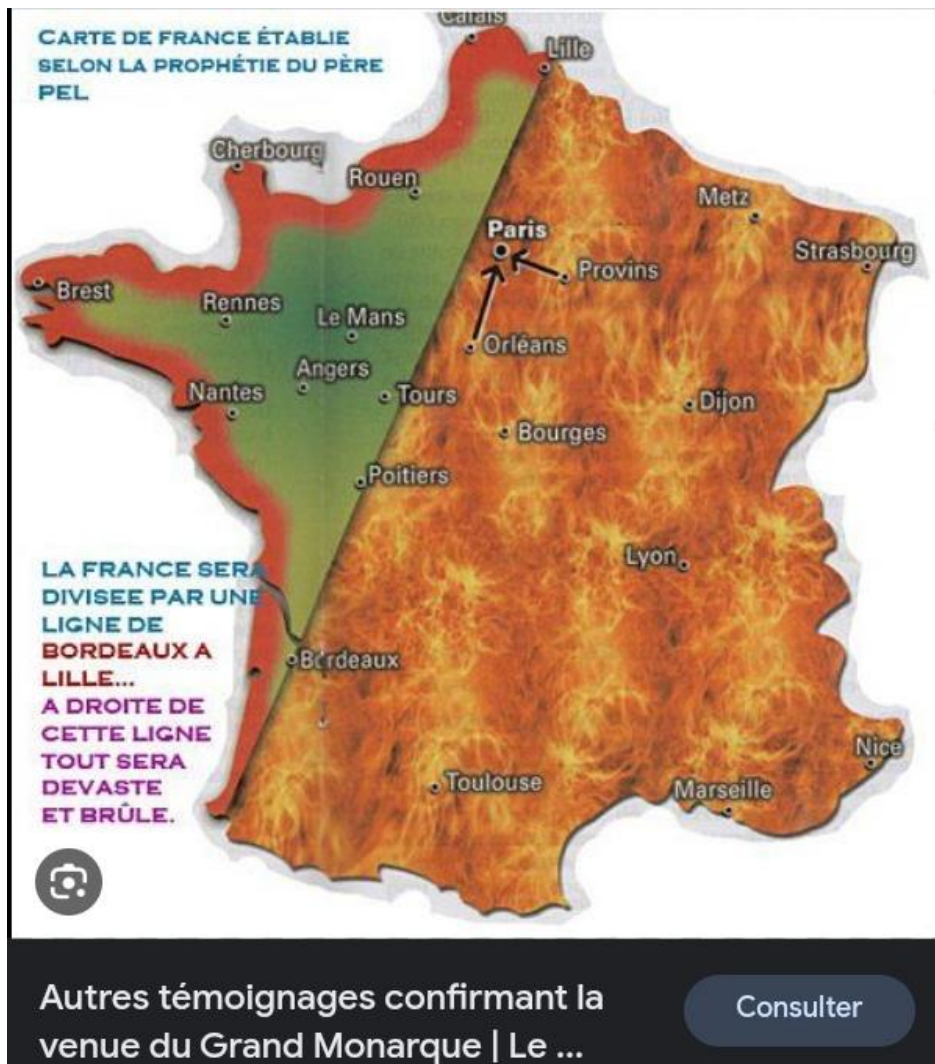 Calais
CARTE DE FRANCE ÉTABLIE
SELON LA PROPHÉTIE DU PÈRE
PEL
Lille
Cherbourg
Rouen
Metz
Paris
Strasbourg
Provins
Brest
Rennes
Le Mans
Orléans
Angers
Nantes
Tours
Dijon
Bourges
Poitiers
Lyon
LA FRANCE SERA
DIVISEE PAR UNE
LIGNE DE
BORDEAUX A
LILLE...
A DROITE DE
CETTE LIGNE
TOUT SERA
DEVASTE
ET BRÛLE.
Bordeaux
Nice
Toulouse
Marseille
Autres témoignages confirmant la
venue du Grand Monarque | Le ...
Consulter